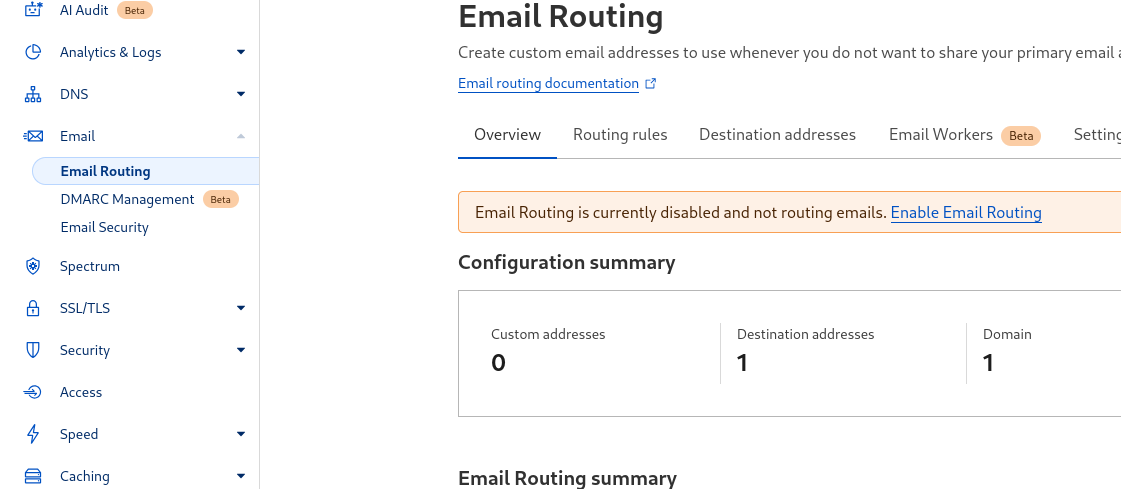 AI Audit Beta
Analytics & Logs
DNS
Email
Email Routing
DMARC Management Beta
Email Security
Spectrum
SSL/TLS
Security
Access
Speed
Caching
Email Routing
Create custom email addresses to use whenever you do not want to share your primary email
Email routing documentation
Overview Routing rules Destination addresses Email Workers Beta
Email Routing is currently disabled and not routing emails. Enable Email Routing
Configuration summary
Custom addresses Destination addresses Domain
0 1 1
Email Routing summary